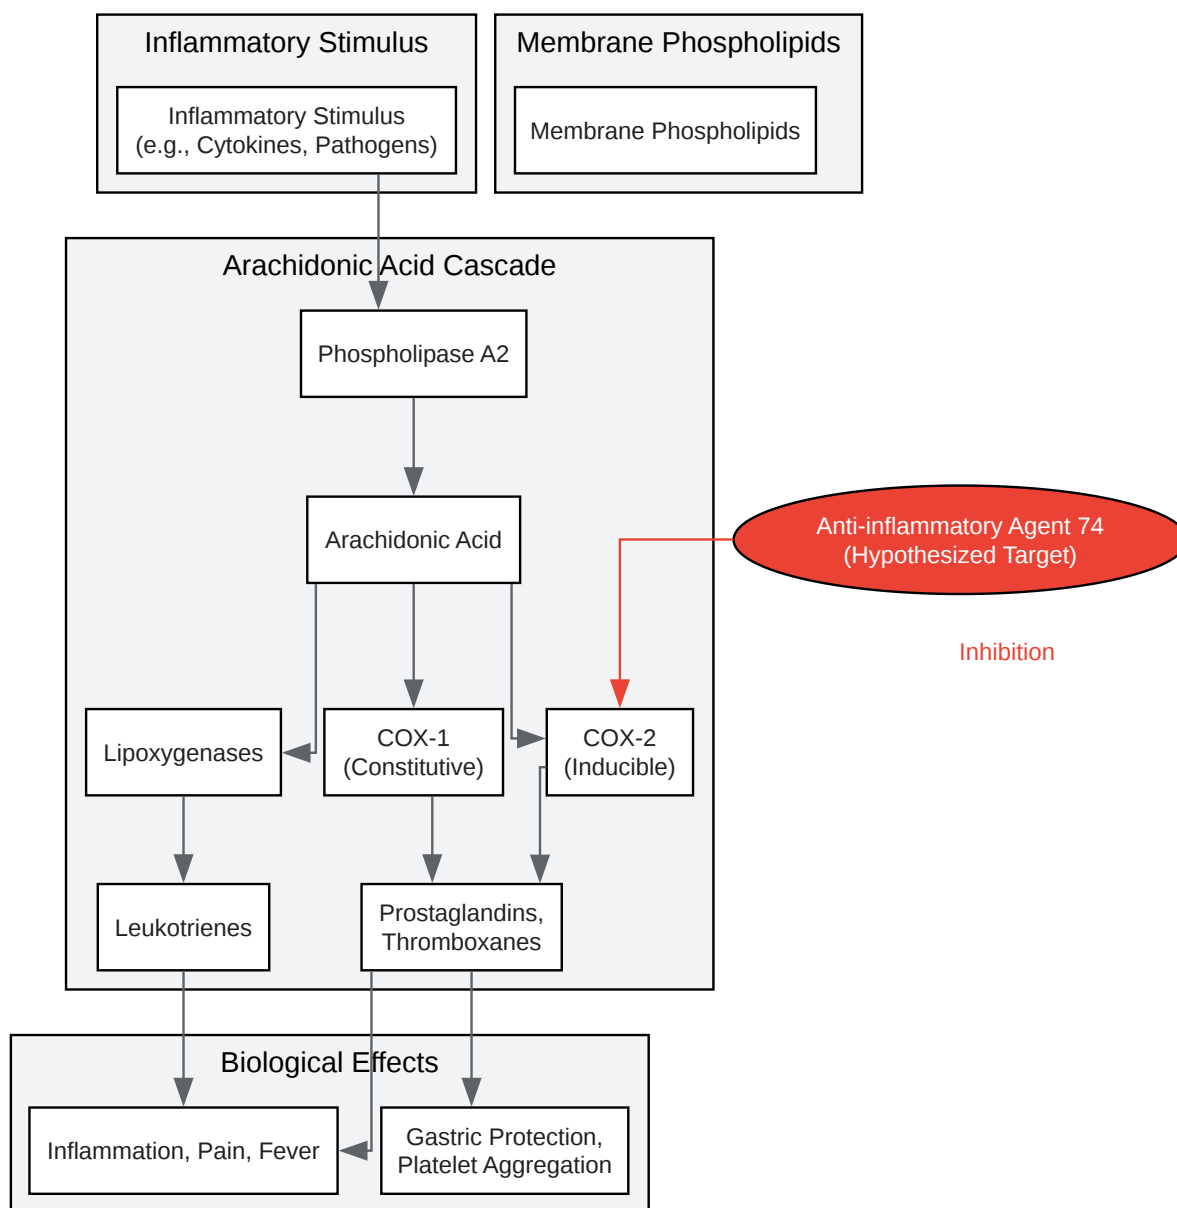 Inflammatory Stimulus
Membrane Phospholipids
Inflammatory Stimulus
(e.g., Cytokines, Pathogens)
Membrane Phospholipids
Arachidonic Acid Cascade
Phospholipase A2
Arachidonic Acid
Anti-inflammatory Agent 74
(Hypothesized Target)
Inhibition
Lipoxygenases
COX-1
(Constitutive)
COX-2
(Inducible)
Leukotrienes
Prostaglandins,
Thromboxanes
Biological Effects
Inflammation, Pain, Fever
Gastric Protection,
Platelet Aggregation